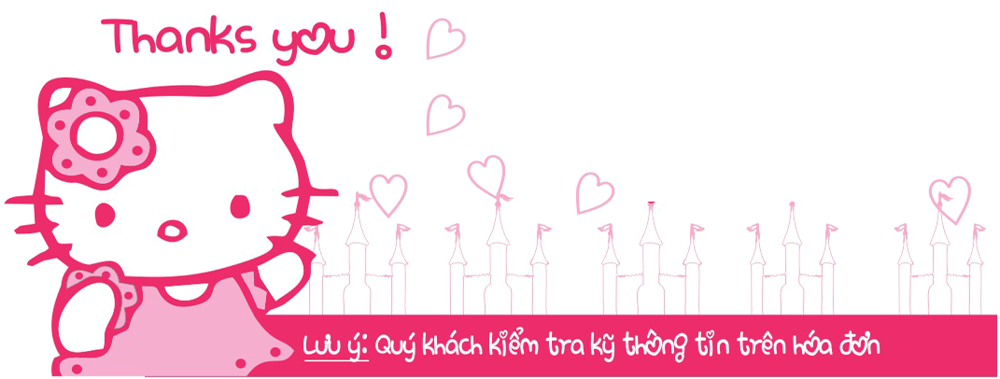 Thanks you !
Lưu ý: Quý khách kiểm tra kỹ thông tin trên hóa đơn